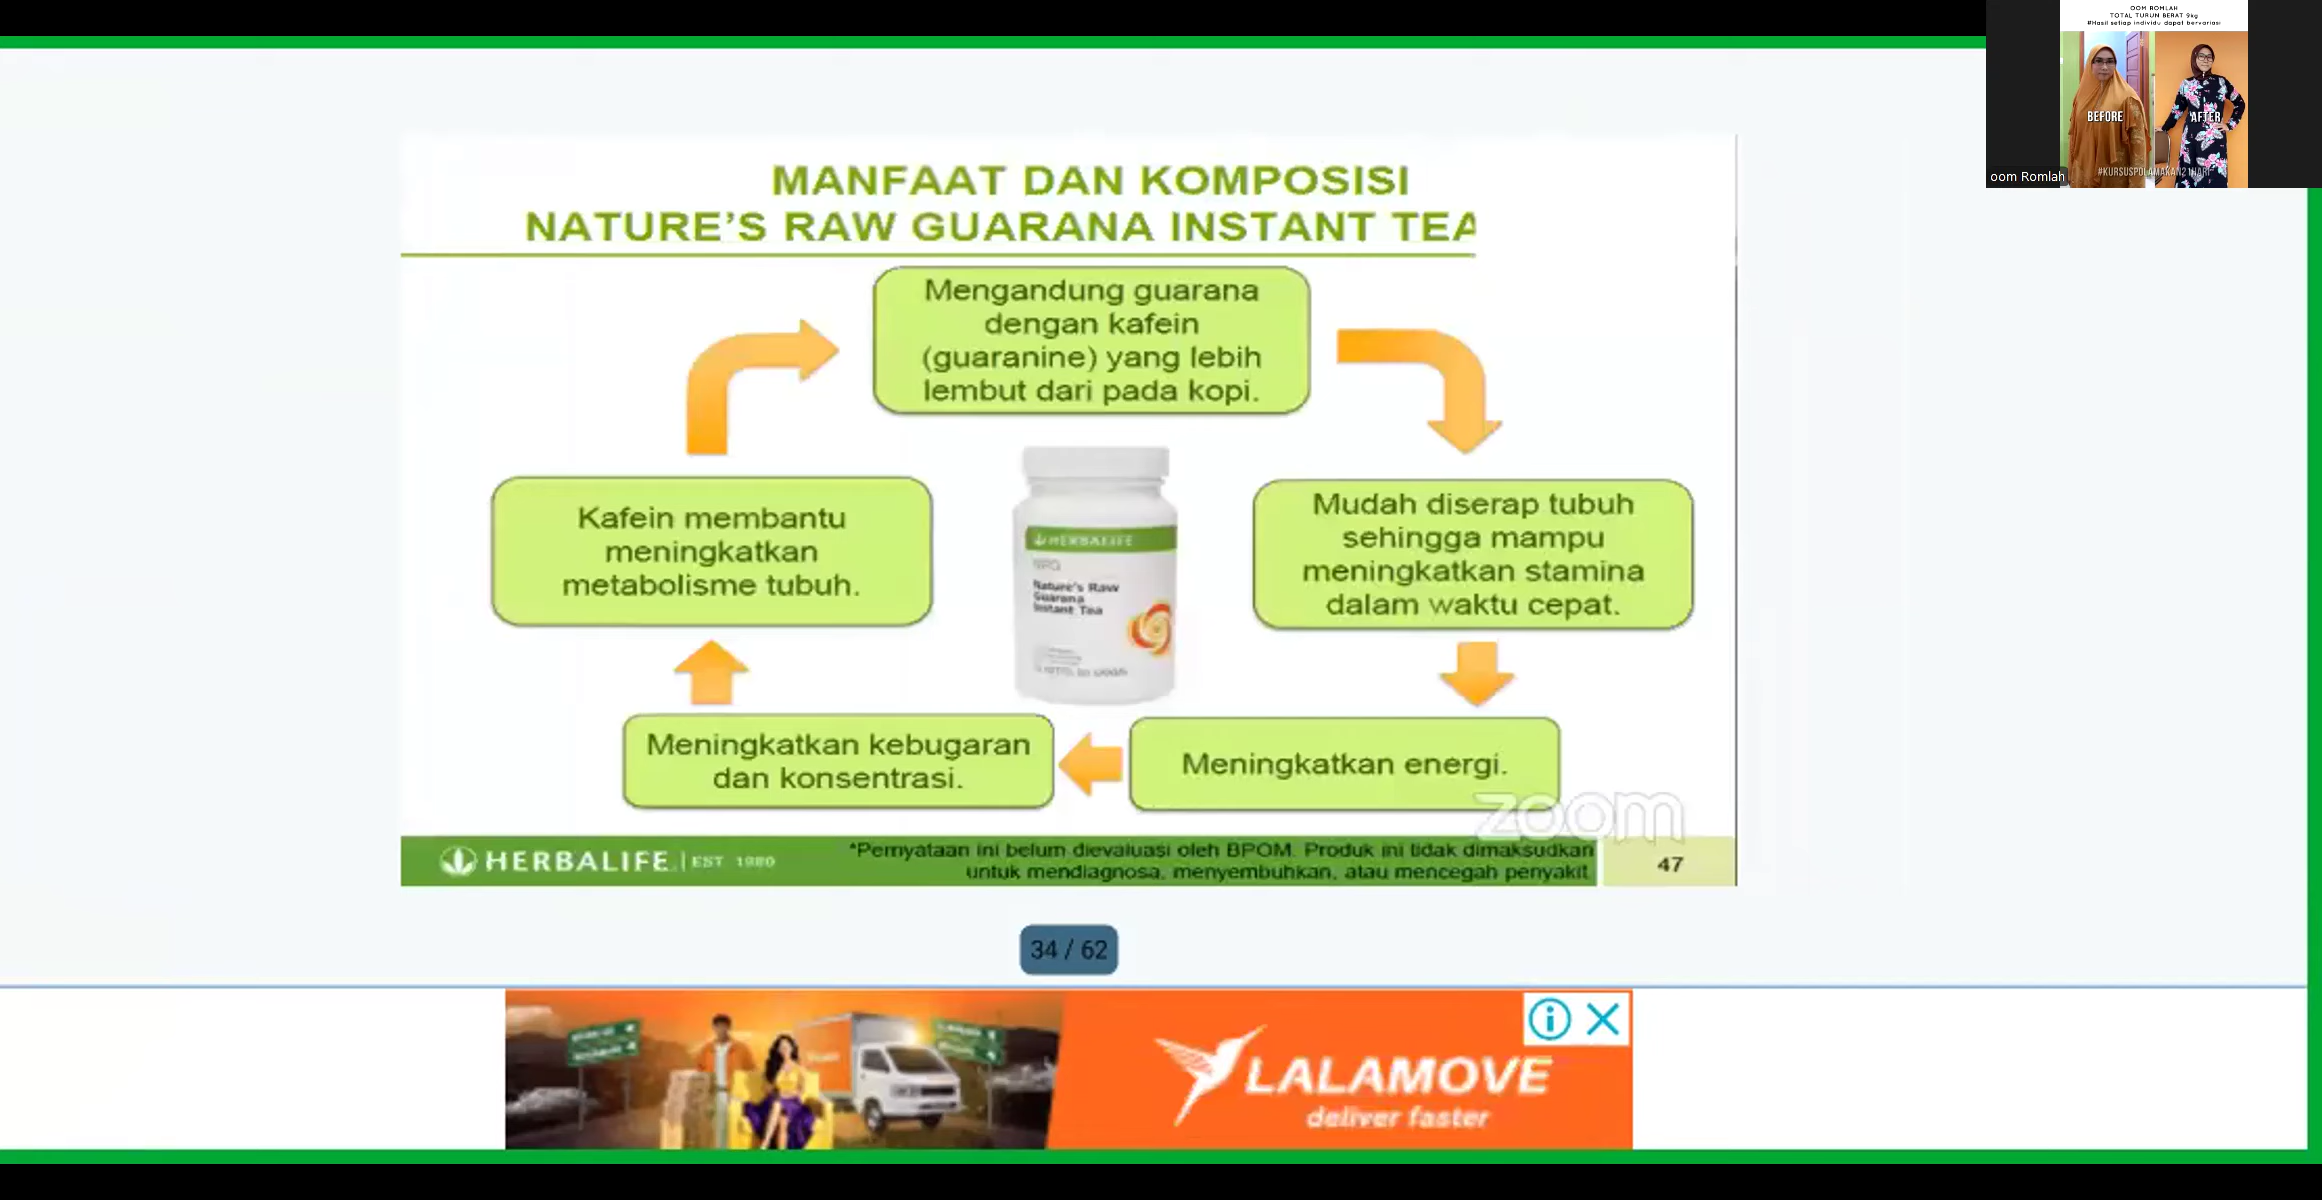 OOM ROMLAH
TOTAL TURUN BERAT 9kg
#Hasil setiap individu dapat bervariasi
BEFORE
AFTER
#KURSUSPOLAMAKAN21HARI
oom Romlah
MANFAAT DAN KOMPOSISI
NATURE'S RAW GUARANA INSTANT TEA
Mengandung guarana
dengan kafein
(guaranine) yang lebih
lembut dari pada kopi.
Kafein membantu
meningkatkan
metabolisme tubuh.
HERBALIFE
NRG
Nature's Raw
Guarana
Instant Tea
Mudah diserap tubuh
sehingga mampu
meningkatkan stamina
dalam waktu cepat.
Meningkatkan kebugaran
dan konsentrasi.
Meningkatkan energi.
zoom
HERBALIFE | EST. 1980
*Pernyataan ini belum dievaluasi oleh BPOM. Produk ini tidak dimaksudkan
untuk mendiagnosa, menyembuhkan, atau mencegah penyakit
47
34 / 62
LALAMOVE
deliver faster